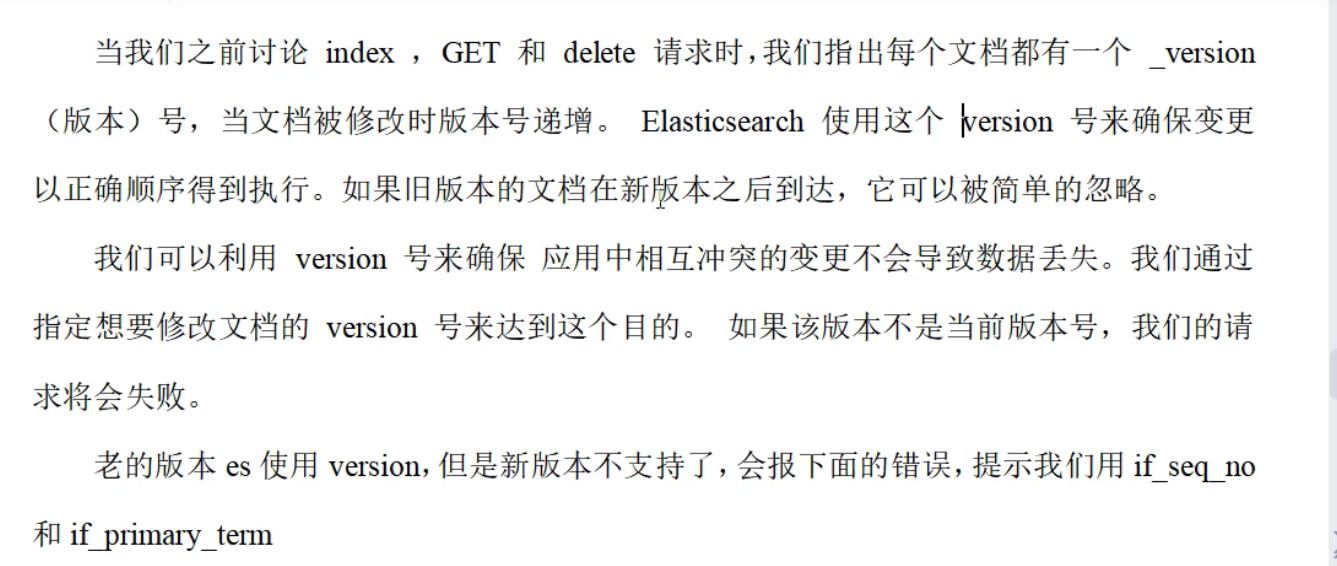 当我们之前讨论 index ，GET 和 delete 请求时，我们指出每个文档都有一个 _version
（版本）号，当文档被修改时版本号递增。 Elasticsearch 使用这个 version 号来确保变更
以正确顺序得到执行。如果旧版本的文档在新版本之后到达，它可以被简单的忽略。
我们可以利用 version 号来确保 应用中相互冲突的变更不会导致数据丢失。我们通过
指定想要修改文档的 version 号来达到这个目的。 如果该版本不是当前版本号，我们的请
求将会失败。
老的版本 es 使用 version，但是新版本不支持了，会报下面的错误，提示我们用 if_seq_no
和 if_primary_term